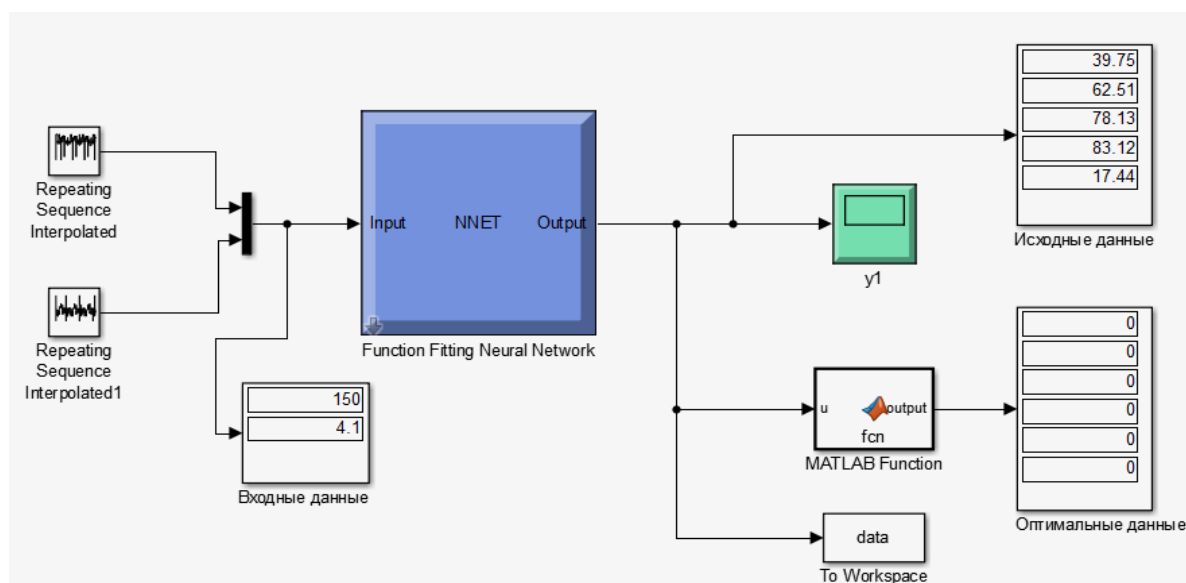 Repeating
Sequence
Interpolated
Repeating
Sequence
Interpolated1
150
4.1
Входные данные
Input NNET Output
Function Fitting Neural Network
39.75
62.51
78.13
83.12
17.44
Исходные данные
y1
u output
fcn
MATLAB Function
0
0
0
0
0
0
Оптимальные данные
data
To Workspace